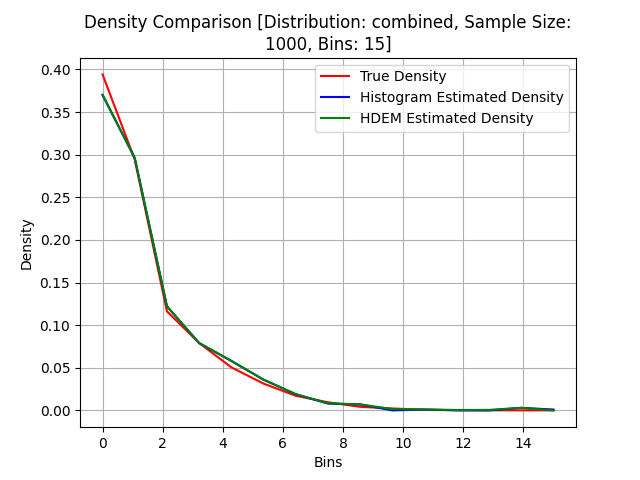 Density Comparison [Distribution: combined, Sample Size:
1000, Bins: 15]
True Density
Histogram Estimated Density
HDEM Estimated Density
Density
0.40
0.35
0.30
0.25
0.20
0.15
0.10
0.05
0.00
0 2 4 6 8 10 12 14
Bins